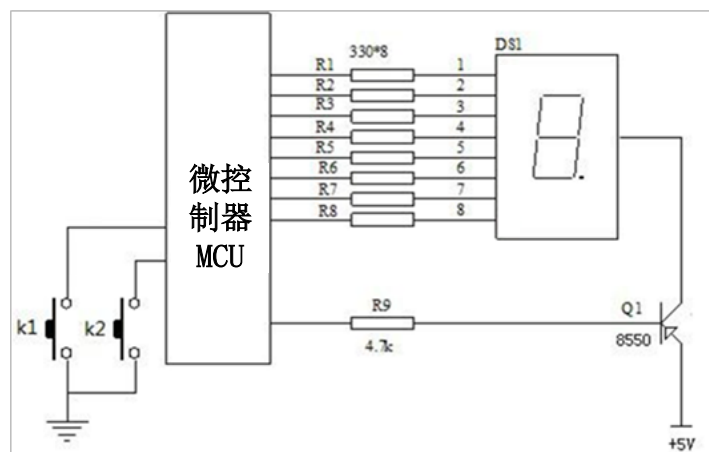 330*8
DS1
R1
1
R2
2
R3
3
R4
4
R5
5
R6
6
R7
7
R8
8
微控
制器
MCU
k1
k2
R9
4.7k
Q1
8550
+5V